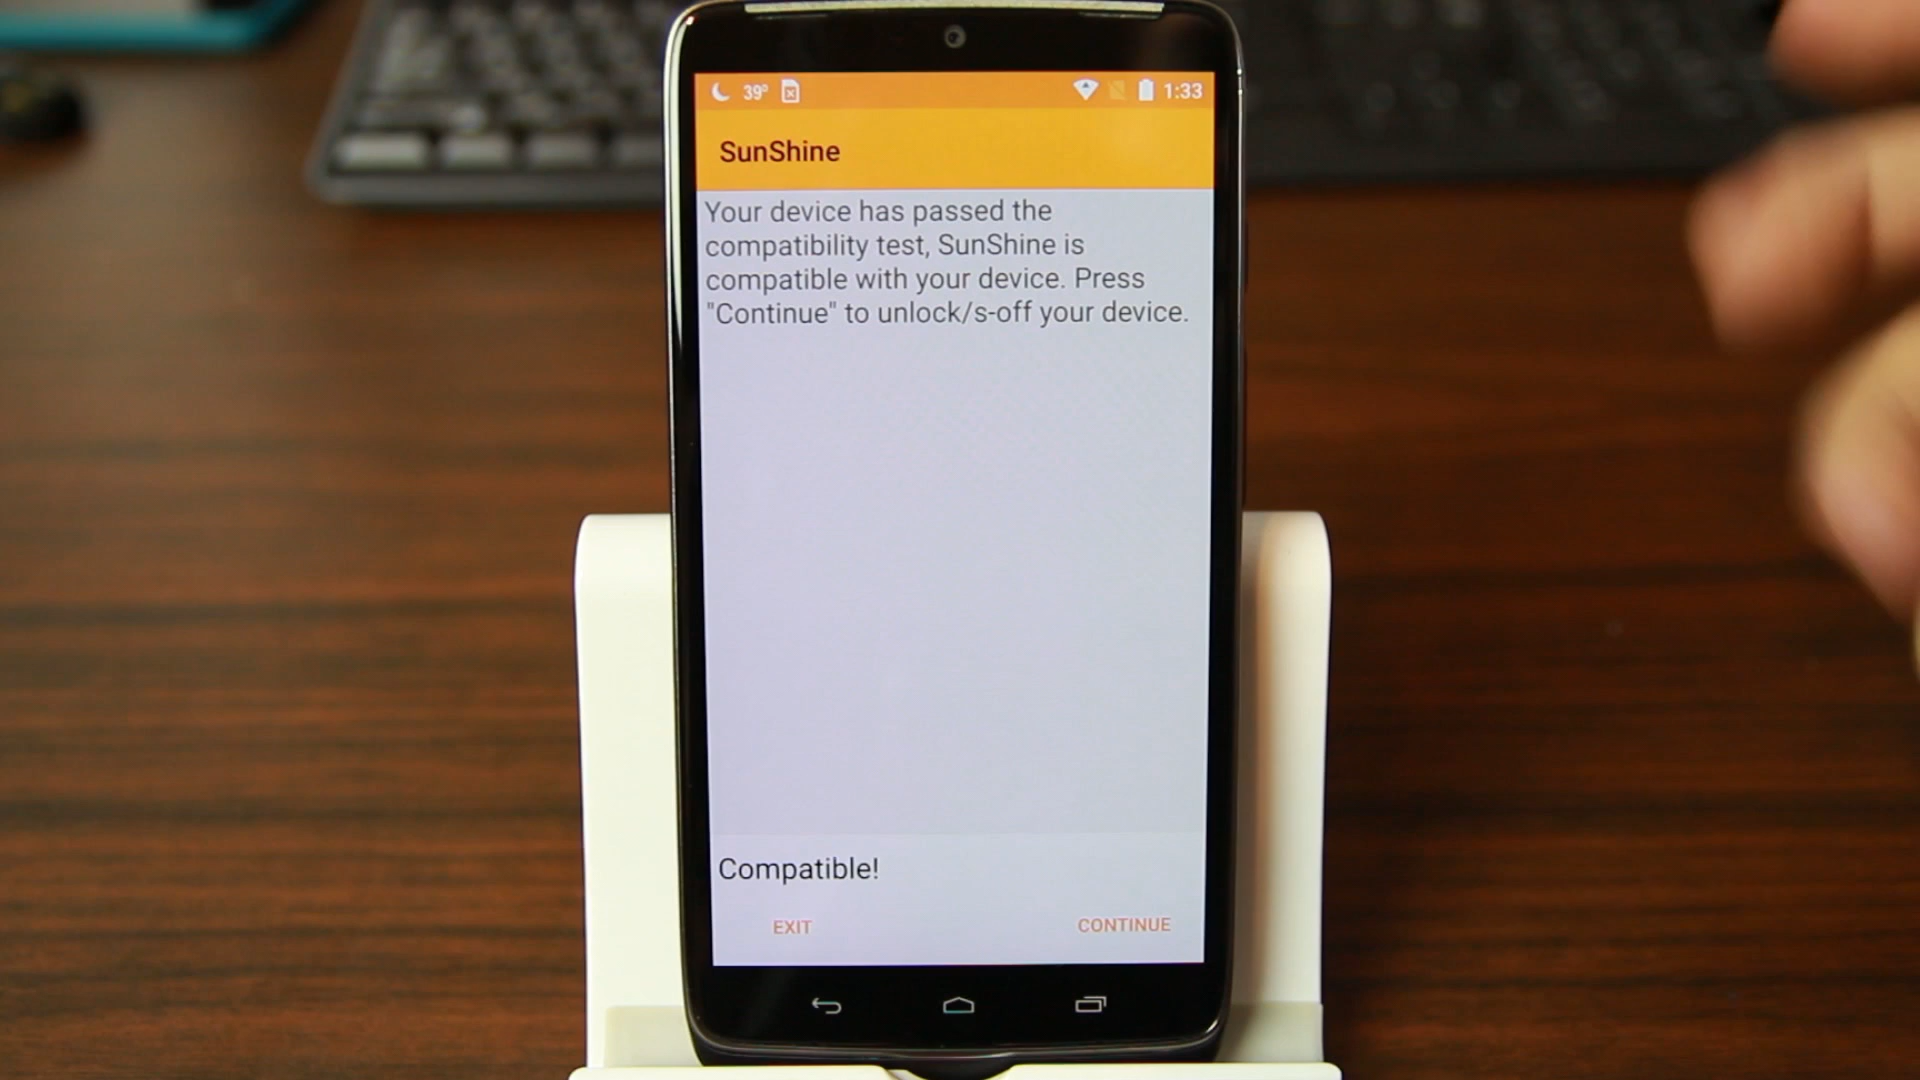 39° 1:33
SunShine
Your device has passed the
compatibility test, SunShine is
compatible with your device. Press
"Continue" to unlock/s-off your device.
Compatible!
EXIT CONTINUE